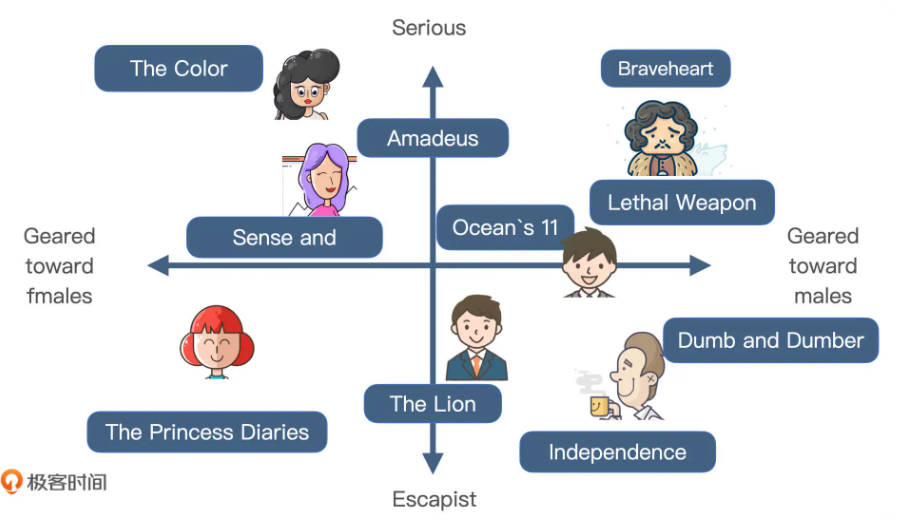 Serious
The Color
Braveheart
Amadeus
Lethal Weapon
Ocean`s 11
Sense and
Geared
toward
fmales
Geared
toward
males
Dumb and Dumber
The Lion
The Princess Diaries
Independence
极客时间
Escapist